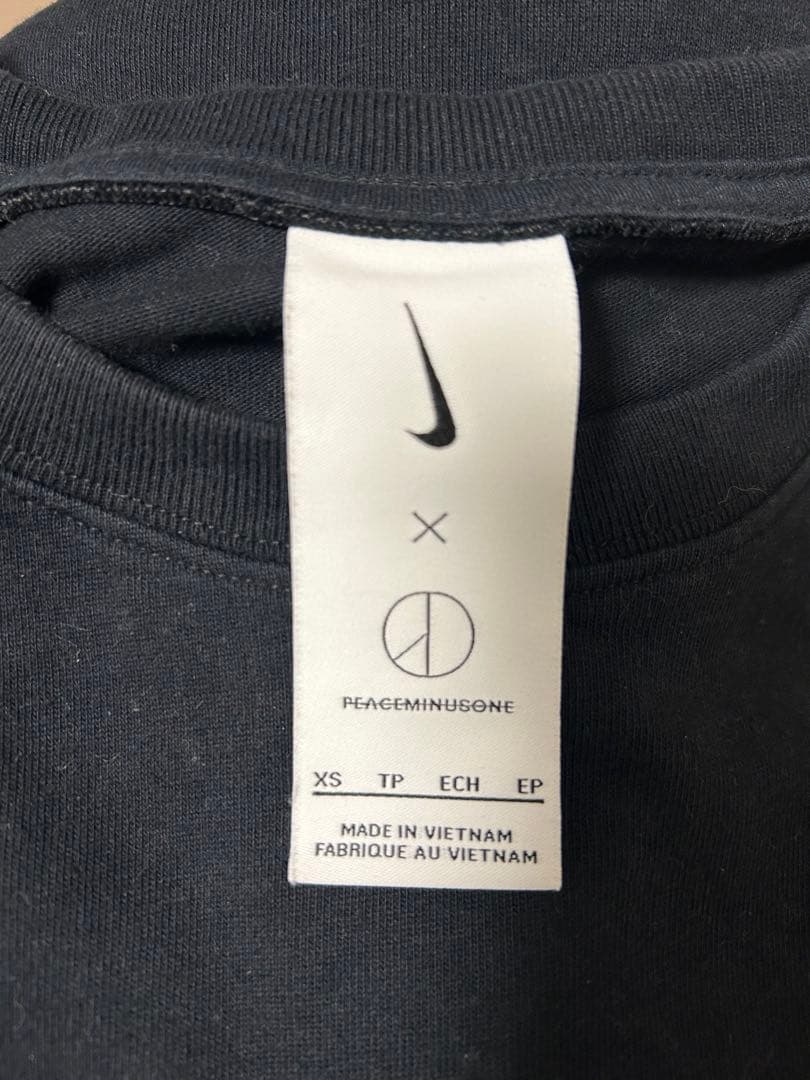 ×
PEACEMINUSONE
XS TP ECH EP
MADE IN VIETNAM
FABRIQUE AU VIETNAM